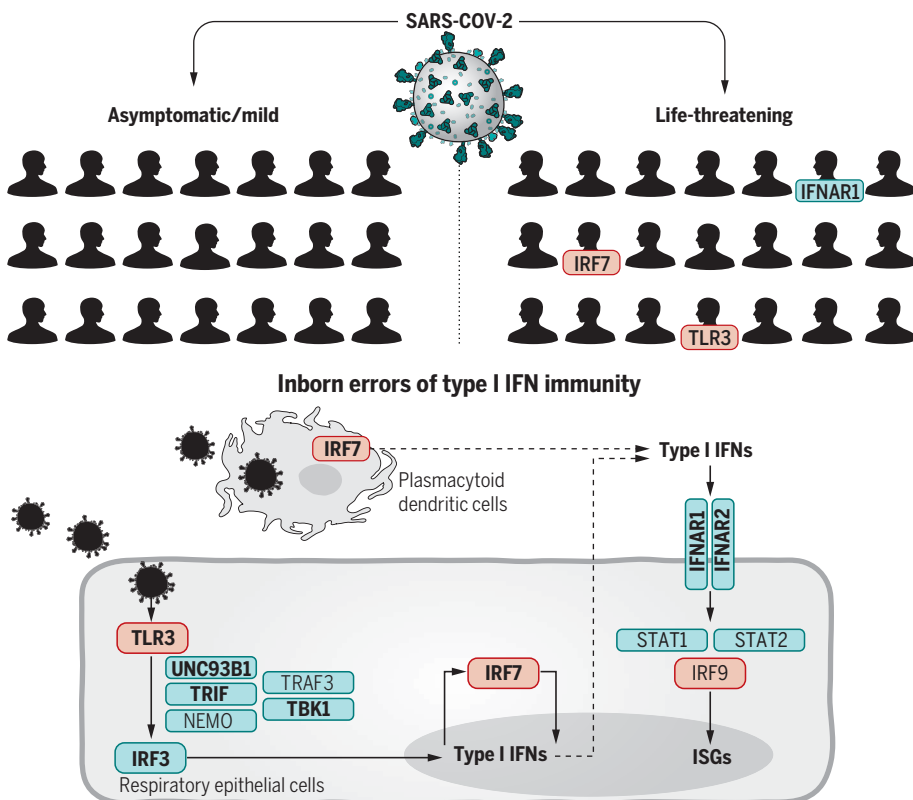 SARS-COV-2
Asymptomatic/mild
Life-threatening
IFNAR1
IRF7
TLR3
Inborn errors of type I IFN immunity
IRF7
Plasmacytoid
dendritic cells
Type I IFNs
IFNAR1
IFNAR2
TLR3
UNC93B1
TRIF
NEMO
TRAF3
TBK1
IRF3
Respiratory epithelial cells
IRF7
Type I IFNs
STAT1
STAT2
IRF9
ISGs